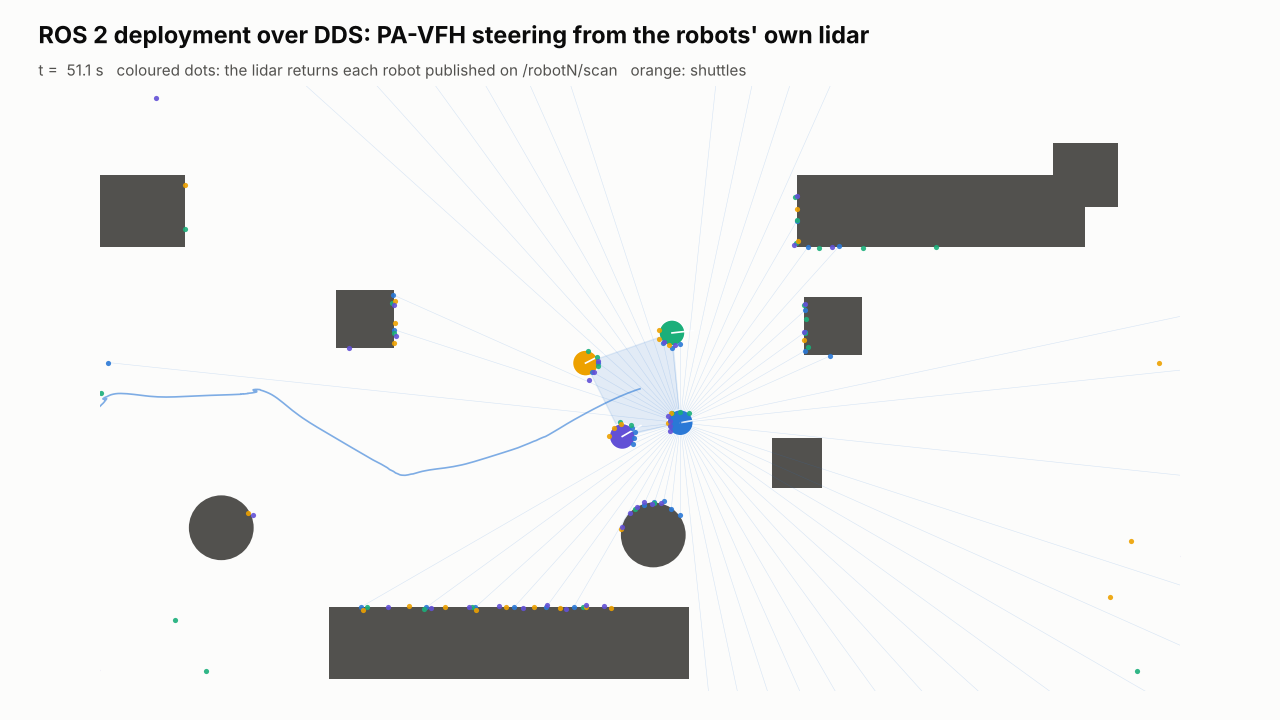 ROS 2 deployment over DDS: PA-VFH steering from the robots' own lidar
t = 51.1 s coloured dots: the lidar returns each robot published on /robotN/scan orange: shuttles